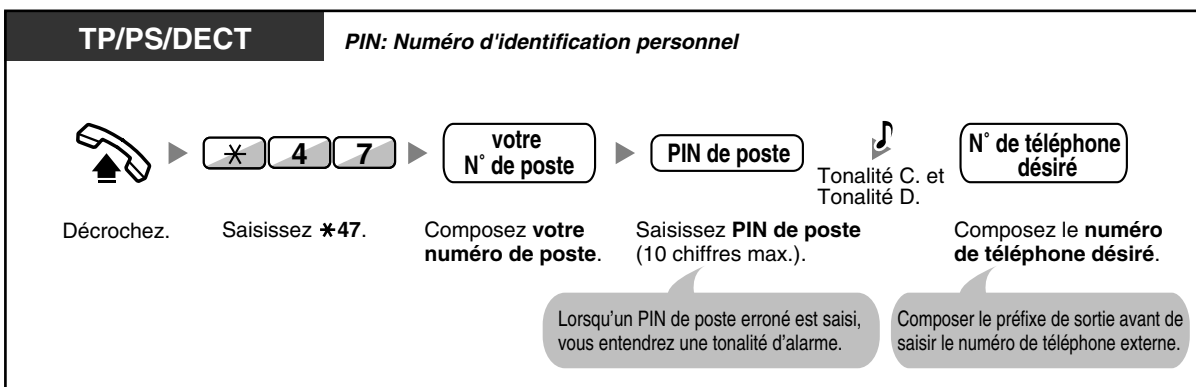 TP/PS/DECT
PIN: Numéro d'identification personnel
✳ 4 7
votre
N° de poste
PIN de poste
Tonalité C. et
Tonalité D.
N° de téléphone
désiré
Décrochez.
Saisissez ✳47.
Composez votre
numéro de poste.
Saisissez PIN de poste
(10 chiffres max.).
Composez le numéro
de téléphone désiré.
Lorsqu'un PIN de poste erroné est saisi,
vous entendrez une tonalité d'alarme.
Composer le préfixe de sortie avant de
saisir le numéro de téléphone externe.